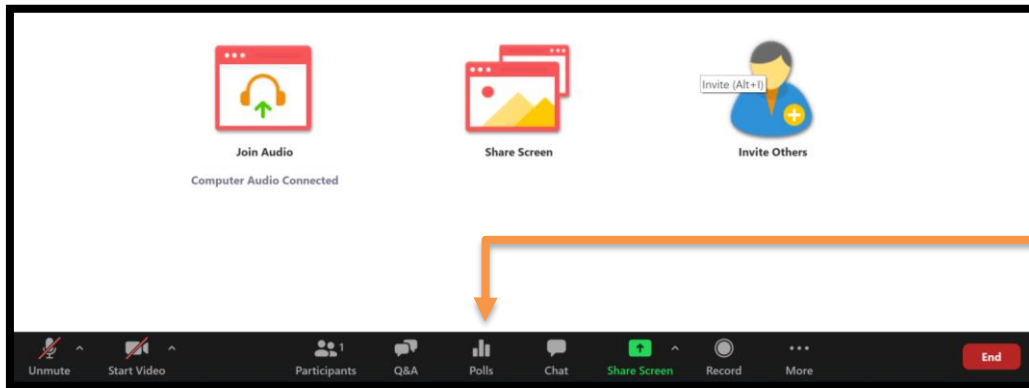 Invite (Alt+I)
Join Audio
Share Screen
Invite Others
Computer Audio Connected
1
Unmute
Start Video
Participants
Q&A
Polls
Chat
Share Screen
Record
More
End